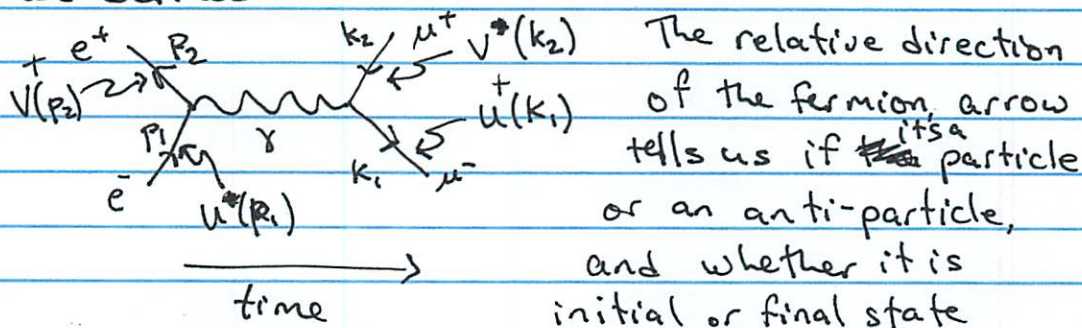 e⁺ p₂ k₂ μ⁺ v*(k₂) The relative direction
v⁺(p₂) of the fermion arrow
p₁ γ u⁺(k₁) tells us if it's a particle
e⁻ k₁ μ⁻ or an anti-particle,
u*(p₁) and whether it is
time initial or final state